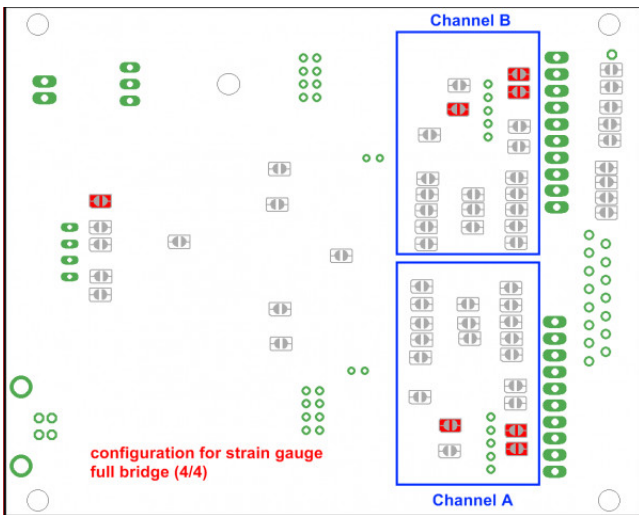 Channel B
configuration for strain gauge
full bridge (4/4)
Channel A